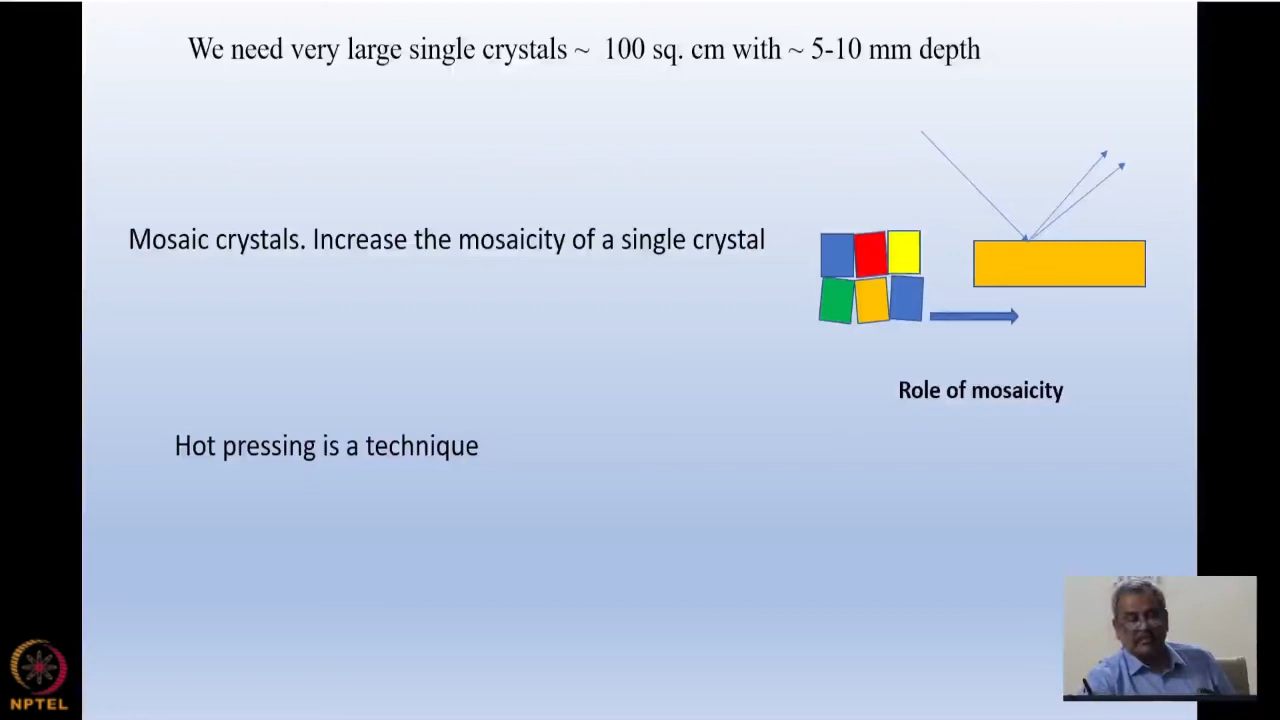 We need very large single crystals ~ 100 sq. cm with ~ 5-10 mm depth
Mosaic crystals. Increase the mosaicity of a single crystal
Role of mosaicity
Hot pressing is a technique
NPTEL